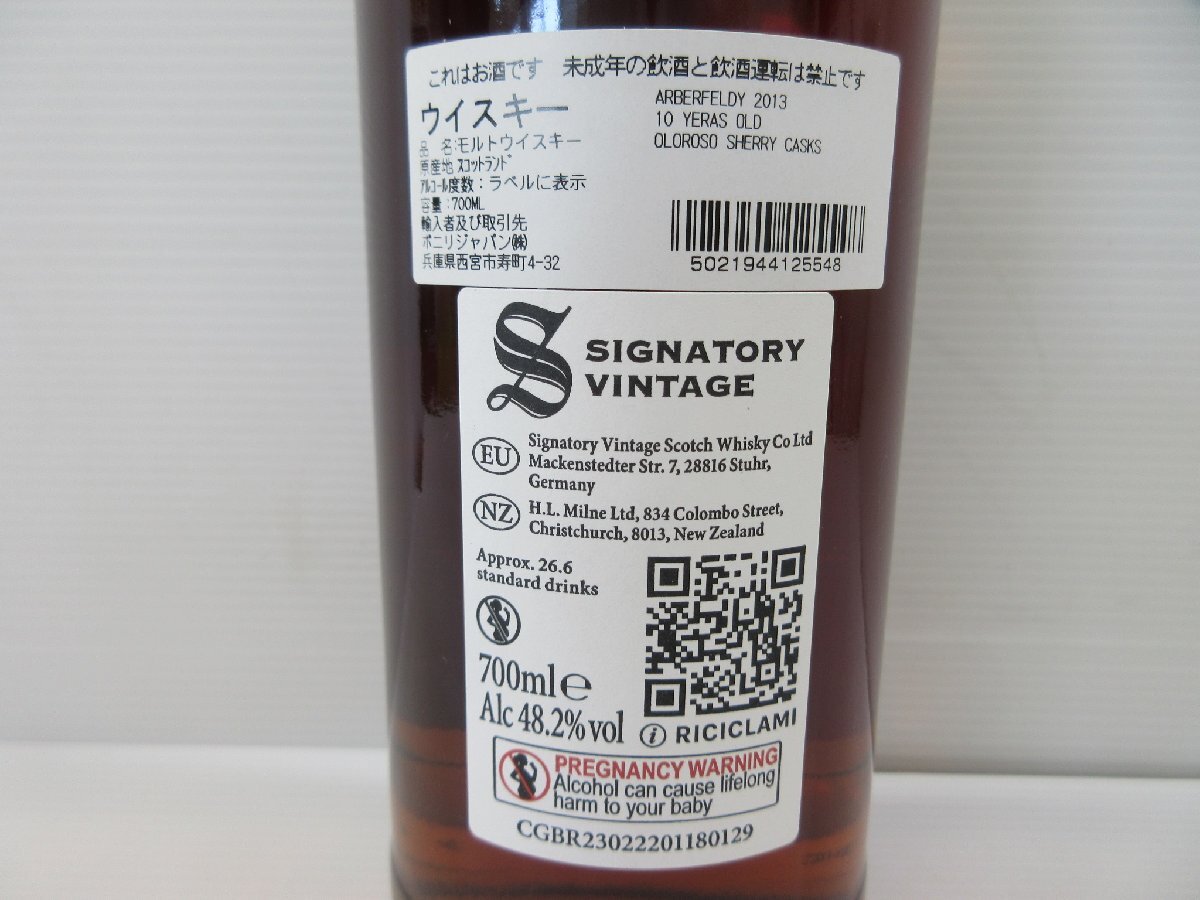 これはお酒です 未成年の飲酒と飲酒運転は禁止です
ウイスキー
品 名:モルトウイスキー
原産地 スコットランド
アルコール度数:ラベルに表示
容量:700ML
輸入者及び取引先
ボニリジャパン㈱
兵庫県西宮市寿町4-32
ARBERFELDY 2013
10 YERAS OLD
OLOROSO SHERRY CASKS
5021944125548
S SIGNATORY
VINTAGE
EU Signatory Vintage Scotch Whisky Co Ltd
Mackenstedter Str. 7, 28816 Stuhr,
Germany
NZ H.L. Milne Ltd, 834 Colombo Street,
Christchurch, 8013, New Zealand
Approx. 26.6
standard drinks
700ml℮
Alc 48.2%vol
i RICICLAMI
PREGNANCY WARNING
Alcohol can cause lifelong
harm to your baby
CGBR23022201180129